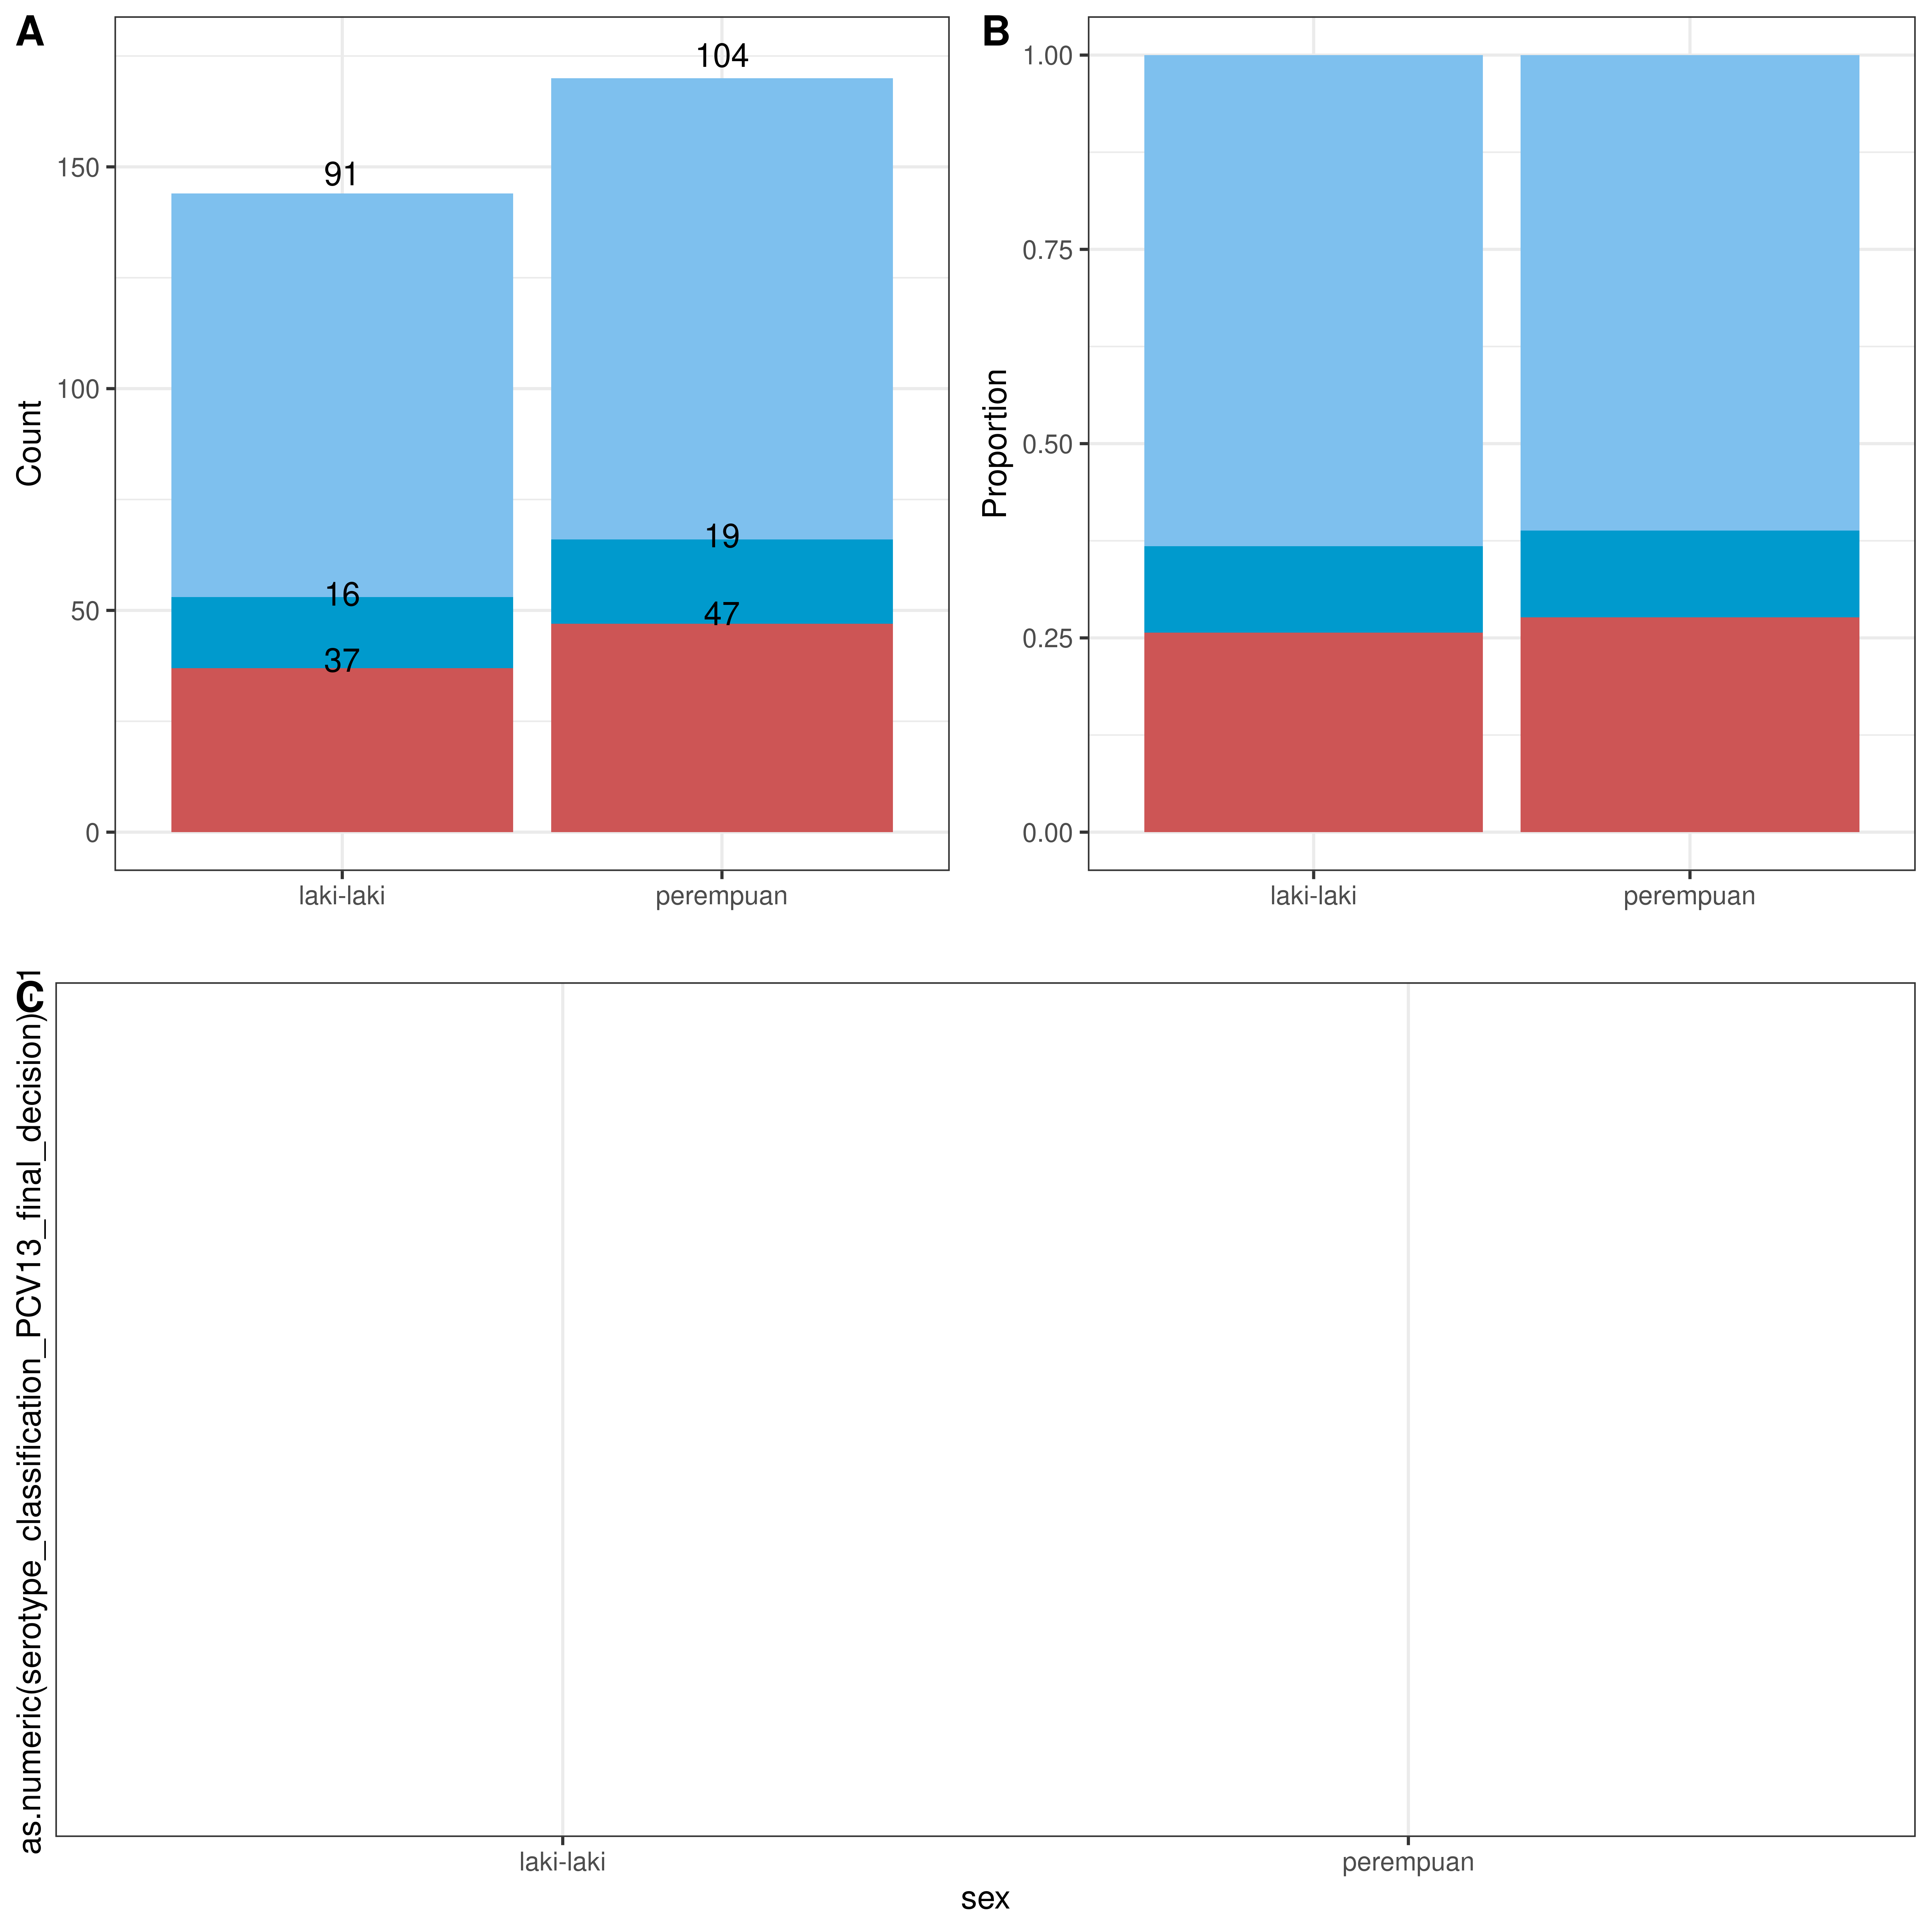 A
Count
150
100
50
0
91
16
37
104
19
47
laki-laki
perempuan
B
Proportion
1.00
0.75
0.50
0.25
0.00
laki-laki
perempuan
C
as.numeric(serotype_classification_PCV13_final_decision) - 1
laki-laki
perempuan
sex